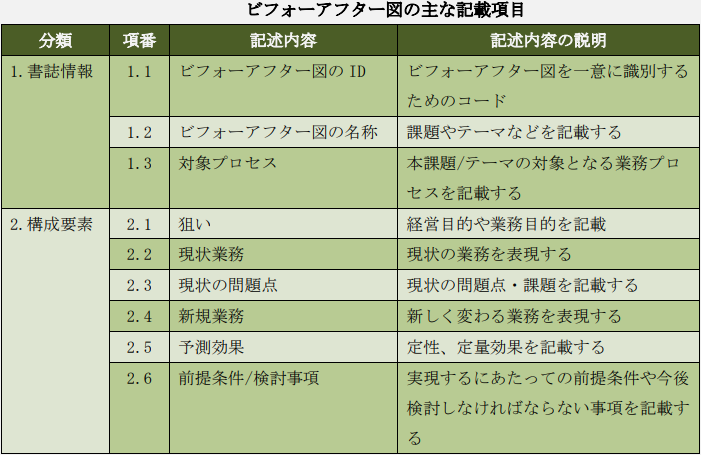 ビフォーアフター図の主な記載項目
分類 項番 記述内容 記述内容の説明
1.書誌情報 1.1 ビフォーアフター図の ID ビフォーアフター図を一意に識別する
ためのコード
1.2 ビフォーアフター図の名称 課題やテーマなどを記載する
1.3 対象プロセス 本課題/テーマの対象となる業務プロ
セスを記載する
2.構成要素 2.1 狙い 経営目的や業務目的を記載
2.2 現状業務 現状の業務を表現する
2.3 現状の問題点 現状の問題点・課題を記載する
2.4 新規業務 新しく変わる業務を表現する
2.5 予測効果 定性、定量効果を記載する
2.6 前提条件/検討事項 実現するにあたっての前提条件や今後
検討しなければならない事項を記載す
る